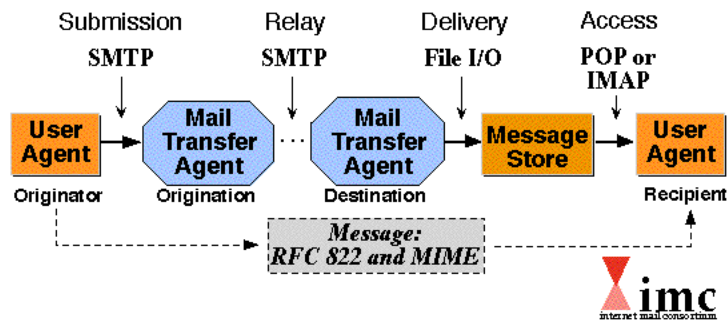 Submission Relay Delivery Access
SMTP SMTP File I/O POP or
IMAP
User
Agent
Mail
Transfer
Agent
...
Mail
Transfer
Agent
Message
Store
User
Agent
Originator Origination Destination Recipient
Message:
RFC 822 and MIME
imc
internet mail consortium